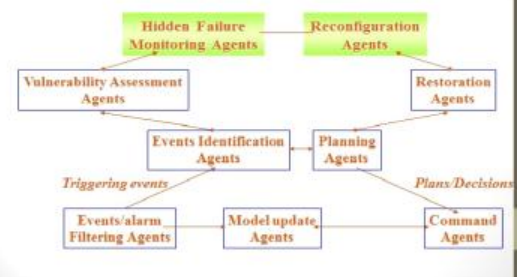 Hidden Failure
Monitoring Agents
Reconfiguration
Agents
Vulnerability Assessment
Agents
Restoration
Agents
Events Identification
Agents
Planning
Agents
Triggering events
Plans/Decisions
Events/alarm
Filtering Agents
Model update
Agents
Command
Agents